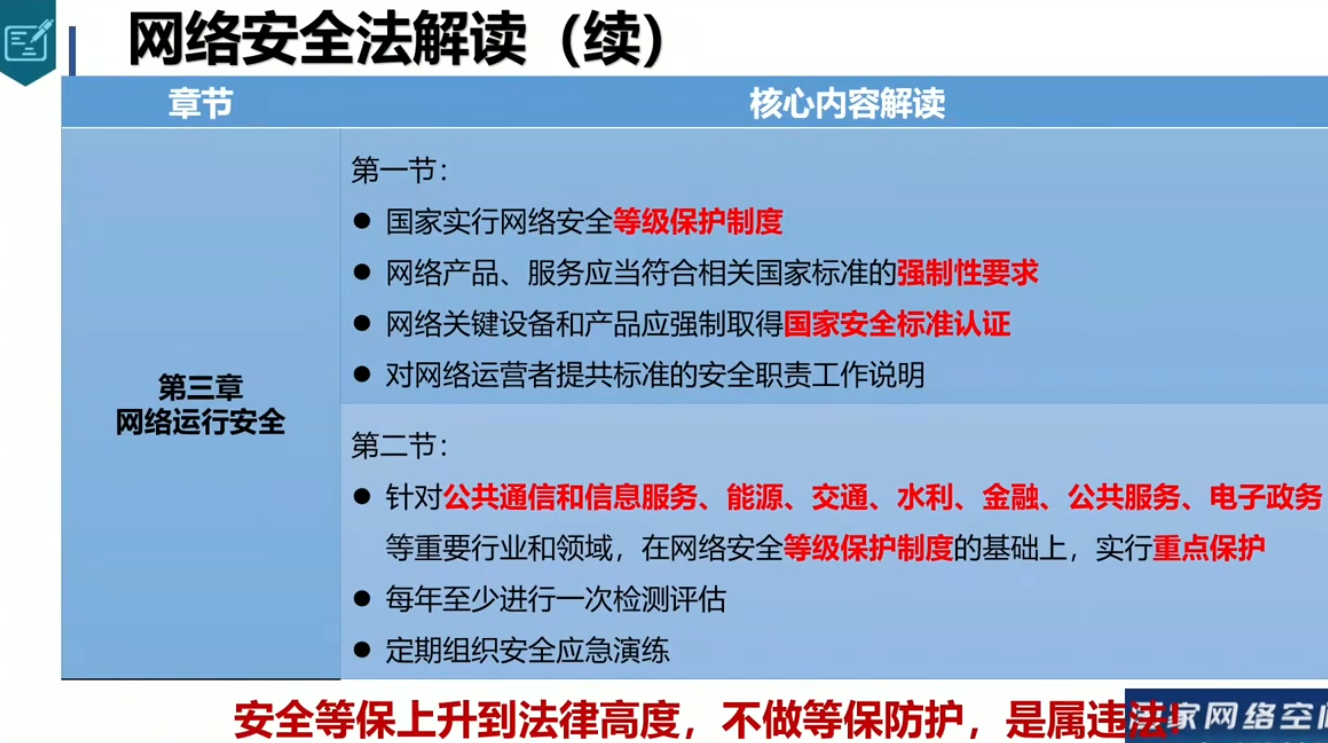 网络安全法解读（续）
章节
核心内容解读
第三章
网络运行安全
第一节：
● 国家实行网络安全等级保护制度
● 网络产品、服务应当符合相关国家标准的强制性要求
● 网络关键设备和产品应强制取得国家安全标准认证
● 对网络运营者提共标准的安全职责工作说明
第二节：
● 针对公共通信和信息服务、能源、交通、水利、金融、公共服务、电子政务
等重要行业和领域，在网络安全等级保护制度的基础上，实行重点保护
● 每年至少进行一次检测评估
● 定期组织安全应急演练
安全等保上升到法律高度，不做等保防护，是属违法！
家网络空